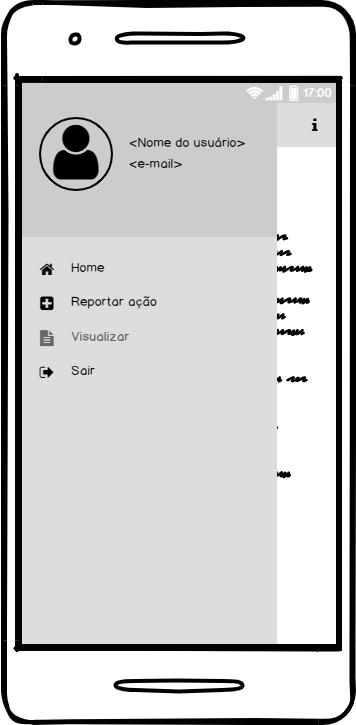 17:00
i
<Nome do usuário>
<e-mail>
Home
Reportar ação
Visualizar
Sair